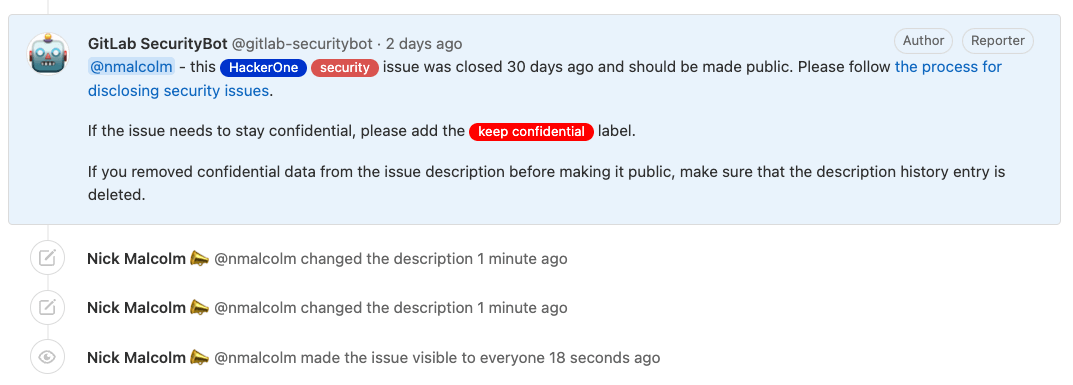 GitLab SecurityBot @gitlab-securitybot · 2 days ago Author Reporter
@nmalcolm - this HackerOne security issue was closed 30 days ago and should be made public. Please follow the process for
disclosing security issues.
If the issue needs to stay confidential, please add the keep confidential label.
If you removed confidential data from the issue description before making it public, make sure that the description history entry is
deleted.
Nick Malcolm @nmalcolm changed the description 1 minute ago
Nick Malcolm @nmalcolm changed the description 1 minute ago
Nick Malcolm @nmalcolm made the issue visible to everyone 18 seconds ago